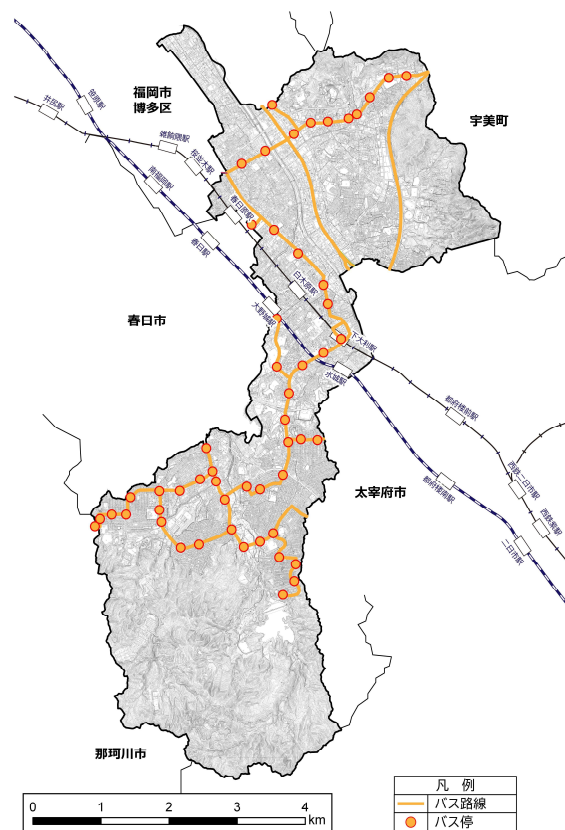 福岡市
博多区
宇美町
笹原駅
井尻駅
雑餉隈駅
桜並木駅
南福岡駅
春日原駅
春日駅
白木原駅
大野城駅
下大利駅
水城駅
春日市
都府楼前駅
太宰府市
西鉄二日市駅
都府楼南駅
西鉄紫駅
二日市駅
那珂川市
凡 例
バス路線
バス停
0 1 2 3 4
km